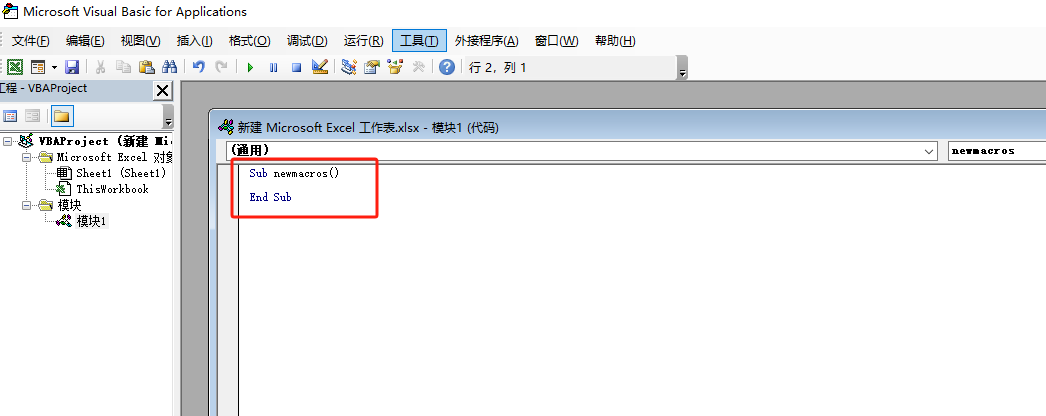 Microsoft Visual Basic for Applications
文件(F) 编辑(E) 视图(V) 插入(I) 格式(O) 调试(D) 运行(R) 工具(T) 外接程序(A) 窗口(W) 帮助(H)
行 2，列 1
工程 - VBAProject
新建 Microsoft Excel 工作表.xlsx - 模块1 (代码)
(通用) newmacros
VBAProject (新建 Mi
Microsoft Excel 对
Sheet1 (Sheet1)
ThisWorkbook
模块
模块1
Sub newmacros()
End Sub